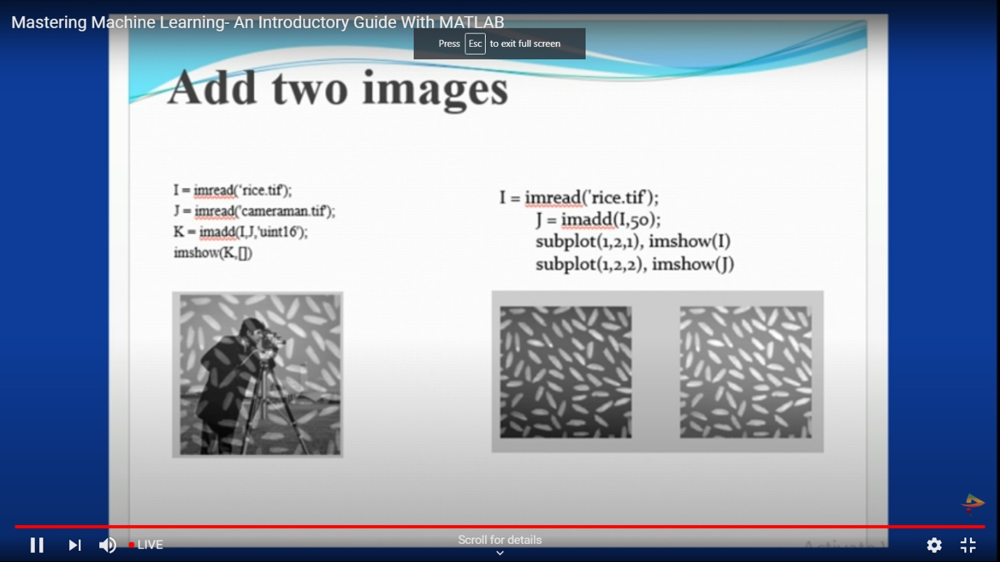 Mastering Machine Learning- An Introductory Guide With MATLAB
Press Esc to exit full screen
Add two images
I = imread('rice.tif');
J = imread('cameraman.tif');
K = imadd(I,J,'uint16');
imshow(K,[])
I = imread('rice.tif');
J = imadd(I,50);
subplot(1,2,1), imshow(I)
subplot(1,2,2), imshow(J)
LIVE
Scroll for details